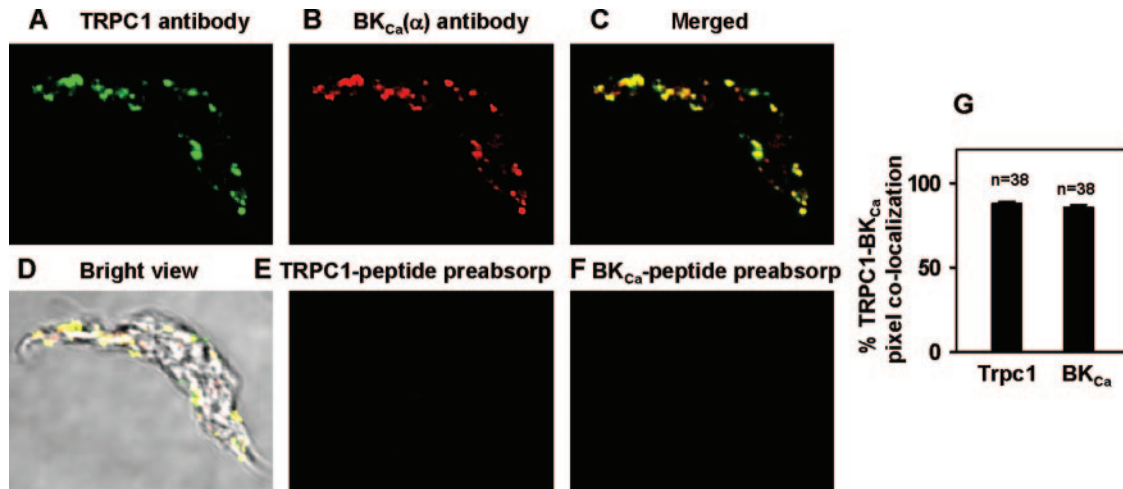 A TRPC1 antibody
B BKCa(α) antibody
C Merged
D Bright view
E TRPC1-peptide preabsorp
F BKCa-peptide preabsorp
G
% TRPC1-BKCa
pixel co-localization
100
50
0
n=38
n=38
Trpc1
BKCa